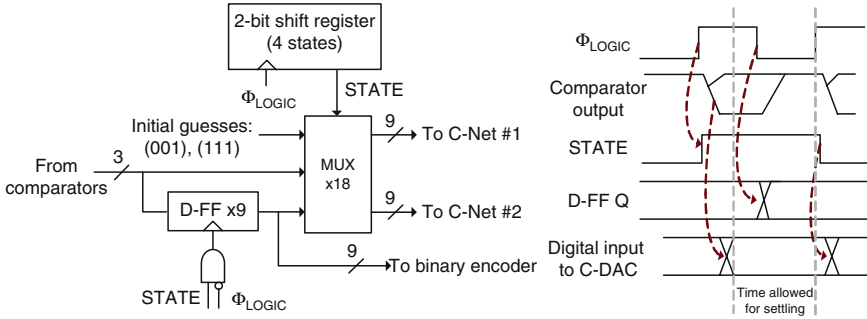 2-bit shift register
(4 states)
ΦLOGIC
STATE
Initial guesses:
(001), (111)
From
comparators
3
MUX
x18
9
To C-Net #1
9
To C-Net #2
D-FF x9
9
To binary encoder
STATE
ΦLOGIC
ΦLOGIC
Comparator
output
STATE
D-FF Q
Digital input
to C-DAC
Time allowed
for settling